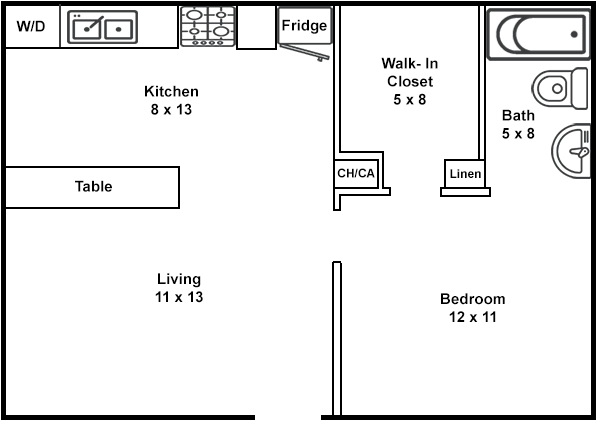 W/D
Fridge
Walk- In
Closet
5 x 8
Kitchen
8 x 13
Bath
5 x 8
CH/CA
Linen
Table
Living
11 x 13
Bedroom
12 x 11